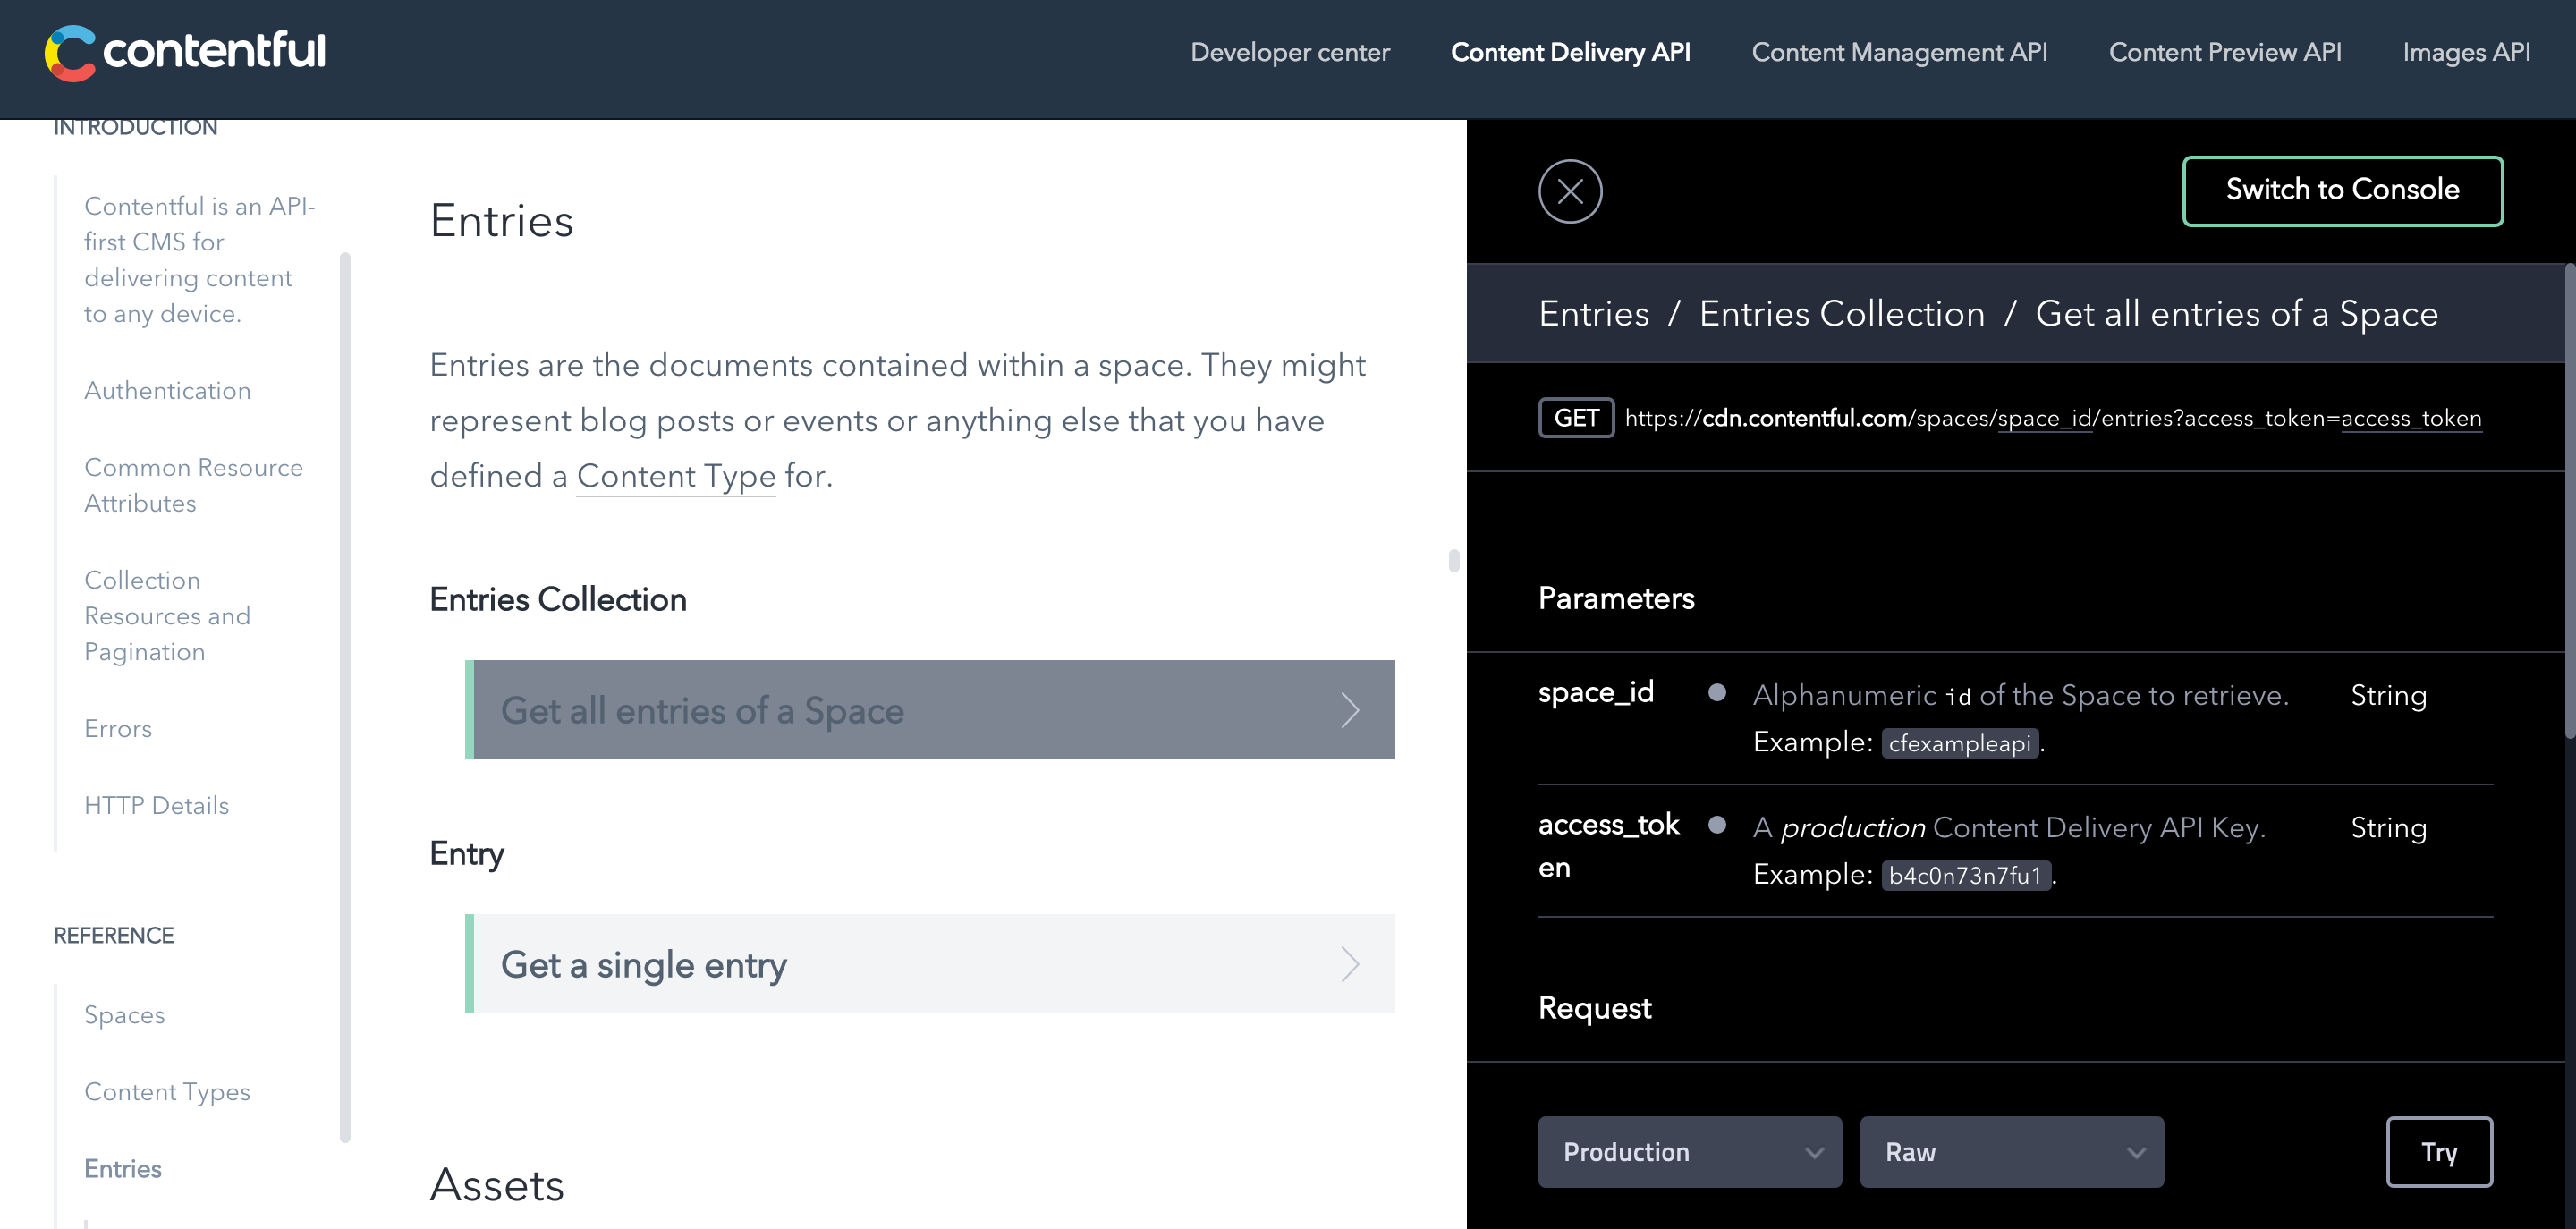 contentful
Developer center
Content Delivery API
Content Management API
Content Preview API
Images API
INTRODUCTION
Contentful is an API-
first CMS for
delivering content
to any device.
Authentication
Common Resource
Attributes
Collection
Resources and
Pagination
Errors
HTTP Details
REFERENCE
Spaces
Content Types
Entries
Entries
Entries are the documents contained within a space. They might
represent blog posts or events or anything else that you have
defined a Content Type for.
Entries Collection
Get all entries of a Space
Entry
Get a single entry
Assets
Switch to Console
Entries / Entries Collection / Get all entries of a Space
GET https://cdn.contentful.com/spaces/space_id/entries?access_token=access_token
Parameters
space_id Alphanumeric id of the Space to retrieve. String
Example: cfexampleapi.
access_tok A production Content Delivery API Key. String
en Example: b4c0n73n7fu1.
Request
Production Raw Try